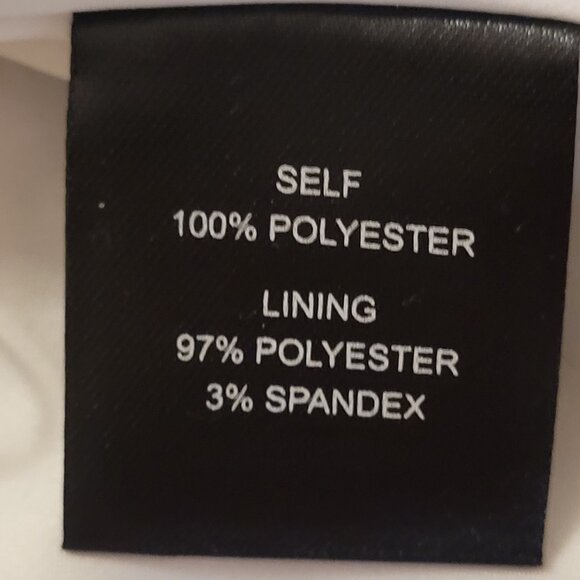 SELF
100% POLYESTER
LINING
97% POLYESTER
3% SPANDEX